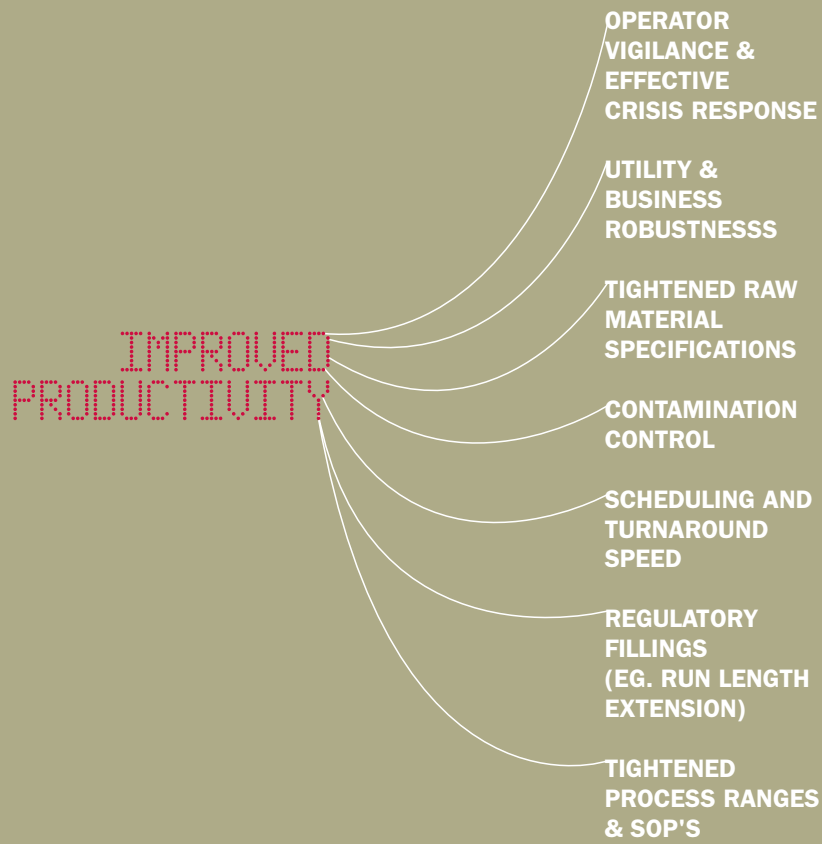 IMPROVED
PRODUCTIVITY
OPERATOR
VIGILANCE &
EFFECTIVE
CRISIS RESPONSE
UTILITY &
BUSINESS
ROBUSTNESSS
TIGHTENED RAW
MATERIAL
SPECIFICATIONS
CONTAMINATION
CONTROL
SCHEDULING AND
TURNAROUND
SPEED
REGULATORY
FILLINGS
(EG. RUN LENGTH
EXTENSION)
TIGHTENED
PROCESS RANGES
& SOP'S